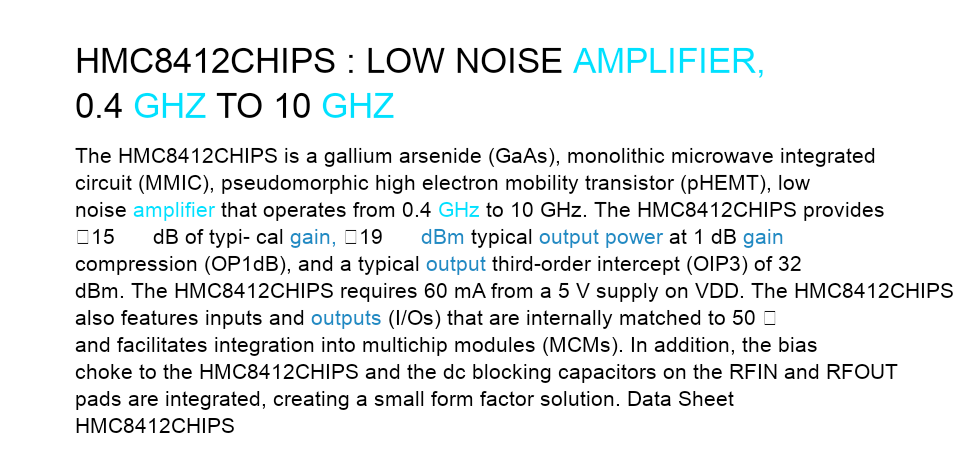 HMC8412CHIPS : LOW NOISE AMPLIFIER,
0.4 GHZ TO 10 GHZ
The HMC8412CHIPS is a gallium arsenide (GaAs), monolithic microwave integrated
circuit (MMIC), pseudomorphic high electron mobility transistor (pHEMT), low
noise amplifier that operates from 0.4 GHz to 10 GHz. The HMC8412CHIPS provides
□15 dB of typi- cal gain, □19 dBm typical output power at 1 dB gain
compression (OP1dB), and a typical output third-order intercept (OIP3) of 32
dBm. The HMC8412CHIPS requires 60 mA from a 5 V supply on VDD. The HMC8412CHIPS
also features inputs and outputs (I/Os) that are internally matched to 50 □
and facilitates integration into multichip modules (MCMs). In addition, the bias
choke to the HMC8412CHIPS and the dc blocking capacitors on the RFIN and RFOUT
pads are integrated, creating a small form factor solution. Data Sheet
HMC8412CHIPS